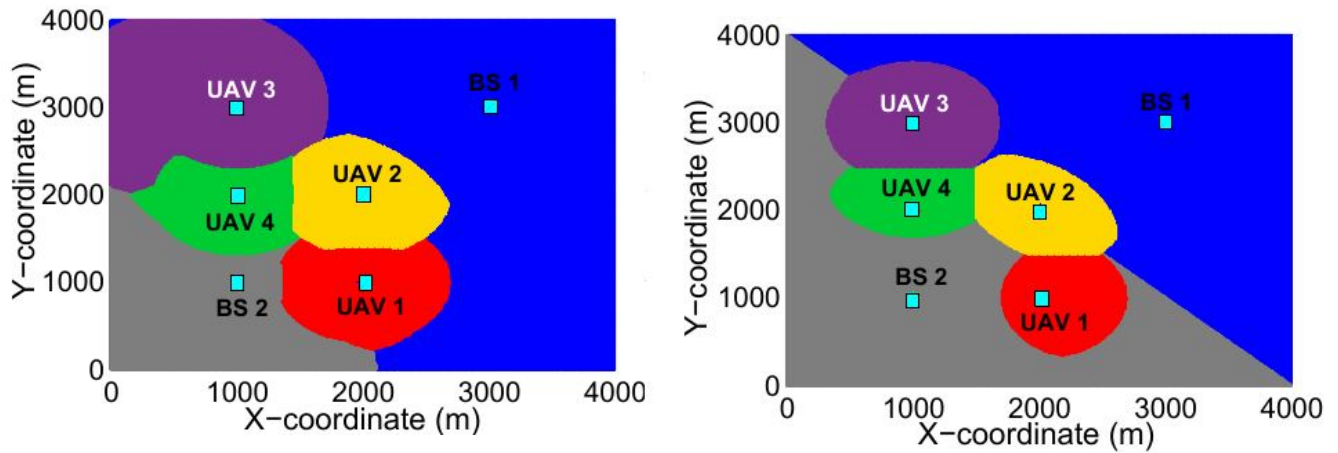 4000
3000
2000
1000
0
Y−coordinate (m)
UAV 3
BS 1
UAV 2
UAV 4
BS 2
UAV 1
0 1000 2000 3000 4000
X−coordinate (m)
4000
3000
2000
1000
0
Y−coordinate (m)
UAV 3
BS 1
UAV 4
UAV 2
BS 2
UAV 1
0 1000 2000 3000 4000
X−coordinate (m)